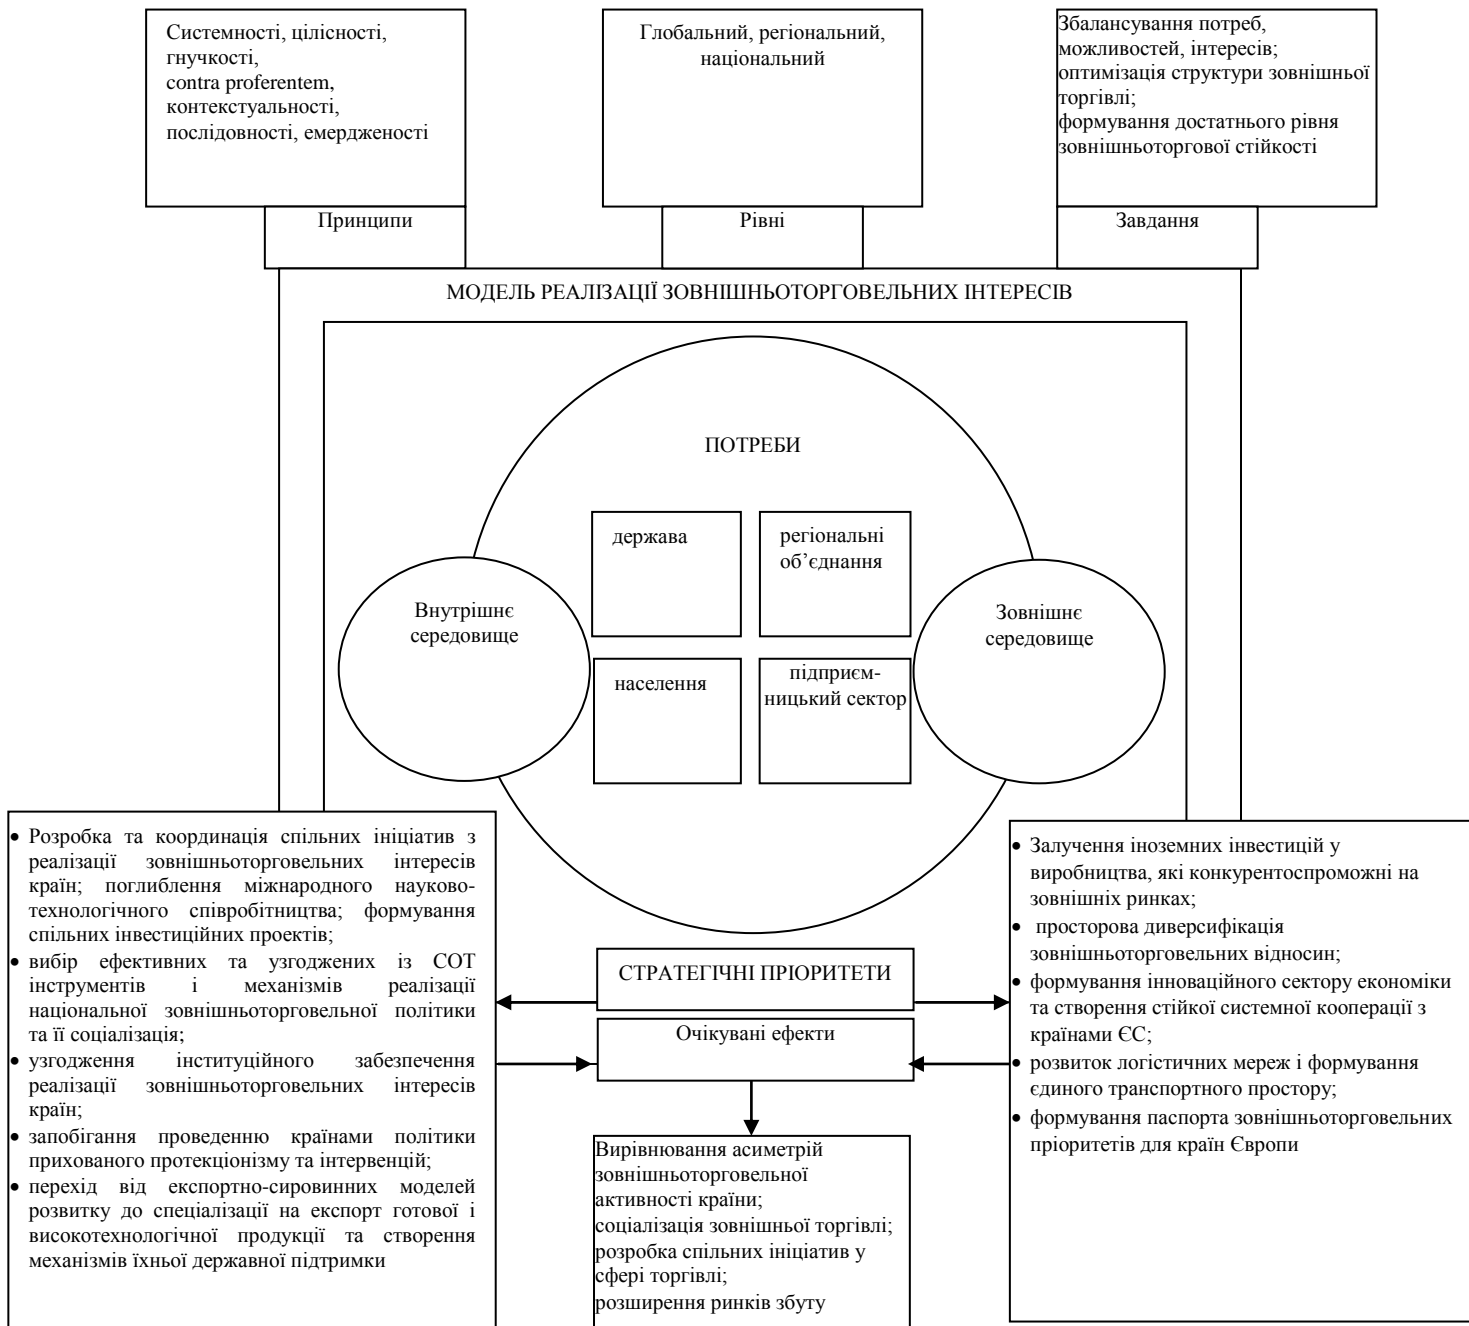 Системності, цілісності,
гнучкості,
contra proferentem,
контекстуальності,
послідовності, емердженості
Принципи
Глобальний, регіональний,
національний
Рівні
Збалансування потреб,
можливостей, інтересів;
оптимізація структури зовнішньої
торгівлі;
формування достатнього рівня
зовнішньоторгової стійкості
Завдання
МОДЕЛЬ РЕАЛІЗАЦІЇ ЗОВНІШНЬОТОРГОВЕЛЬНИХ ІНТЕРЕСІВ
ПОТРЕБИ
держава
регіональні
об’єднання
Внутрішнє
середовище
Зовнішнє
середовище
населення
підприєм-
ницький сектор
• Розробка та координація спільних ініціатив з
реалізації зовнішньоторговельних інтересів
країн; поглиблення міжнародного науково-
технологічного співробітництва; формування
спільних інвестиційних проектів;
• вибір ефективних та узгоджених із СОТ
інструментів і механізмів реалізації
національної зовнішньоторговельної політики
та її соціалізація;
• узгодження інституційного забезпечення
реалізації зовнішньоторговельних інтересів
країн;
• запобігання проведенню країнами політики
прихованого протекціонізму та інтервенцій;
• перехід від експортно-сировинних моделей
розвитку до спеціалізації на експорт готової і
високотехнологічної продукції та створення
механізмів їхньої державної підтримки
СТРАТЕГІЧНІ ПРІОРИТЕТИ
Очікувані ефекти
Вирівнювання асиметрій
зовнішньоторговельної
активності країни;
соціалізація зовнішньої торгівлі;
розробка спільних ініціатив у
сфері торгівлі;
розширення ринків збуту
• Залучення іноземних інвестицій у
виробництва, які конкурентоспроможні на
зовнішніх ринках;
• просторова диверсифікація
зовнішньоторговельних відносин;
• формування інноваційного сектору економіки
та створення стійкої системної кооперації з
країнами ЄС;
• розвиток логістичних мереж і формування
єдиного транспортного простору;
• формування паспорта зовнішньоторговельних
пріоритетів для країн Європи